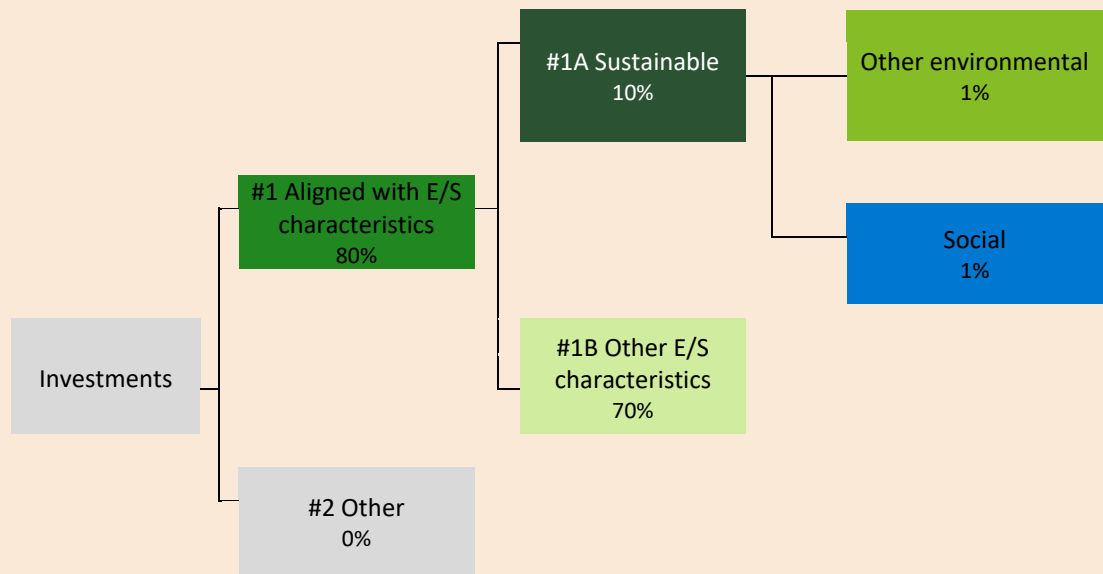 Investments
#1 Aligned with E/S
characteristics
80%
#2 Other
0%
#1A Sustainable
10%
#1B Other E/S
characteristics
70%
Other environmental
1%
Social
1%